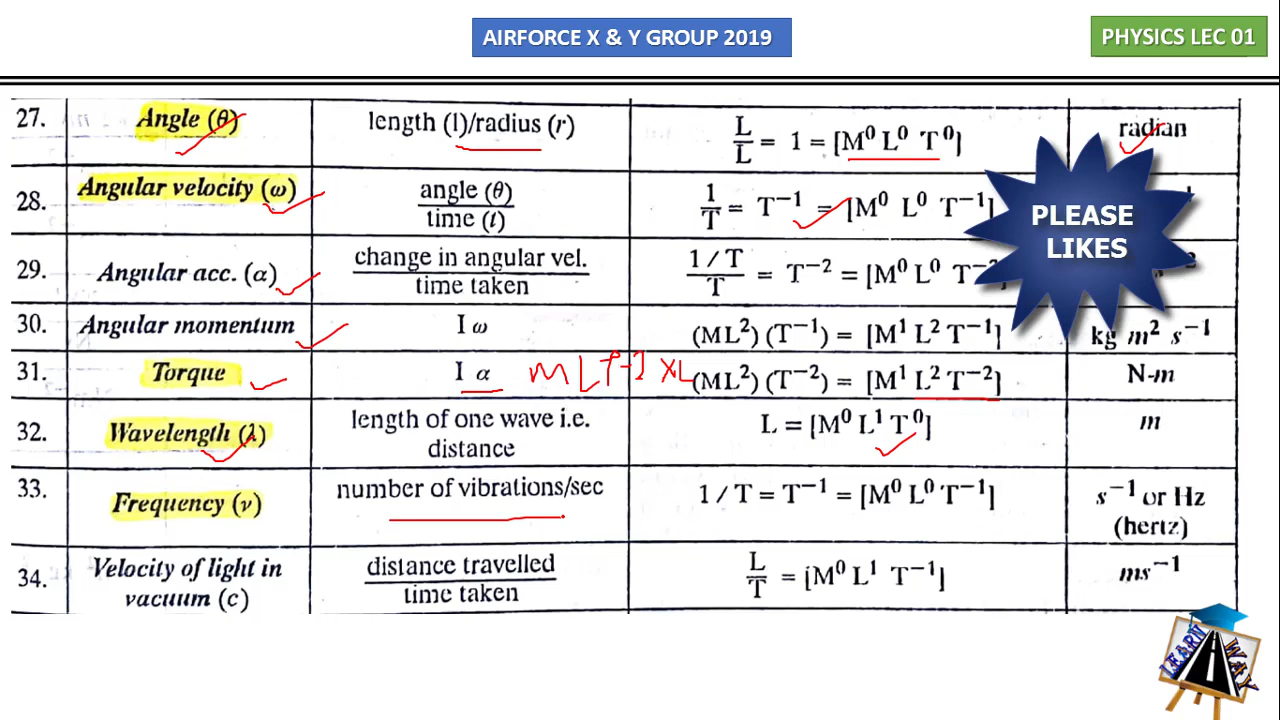 AIRFORCE X & Y GROUP 2019
PHYSICS LEC 01
27. Angle (θ) length (l)/radius (r) L/L = 1 = [M⁰ L⁰ T⁰] radian
28. Angular velocity (ω) angle (θ)/time (t) 1/T = T⁻¹ = [M⁰ L⁰ T⁻¹]
29. Angular acc. (α) change in angular vel./time taken 1/T/T = T⁻² = [M⁰ L⁰ T⁻²
30. Angular momentum I ω (ML²) (T⁻¹) = [M¹ L² T⁻¹] kg m² s⁻¹
31. Torque I α (ML²) (T⁻²) = [M¹ L² T⁻²] N-m
32. Wavelength (λ) length of one wave i.e. distance L = [M⁰ L¹ T⁰] m
33. Frequency (ν) number of vibrations/sec 1 / T = T⁻¹ = [M⁰ L⁰ T⁻¹] s⁻¹ or Hz (hertz)
34. Velocity of light in vacuum (c) distance travelled/time taken L/T = [M⁰ L¹ T⁻¹] ms⁻¹
PLEASE
LIKES
LEARN WAY